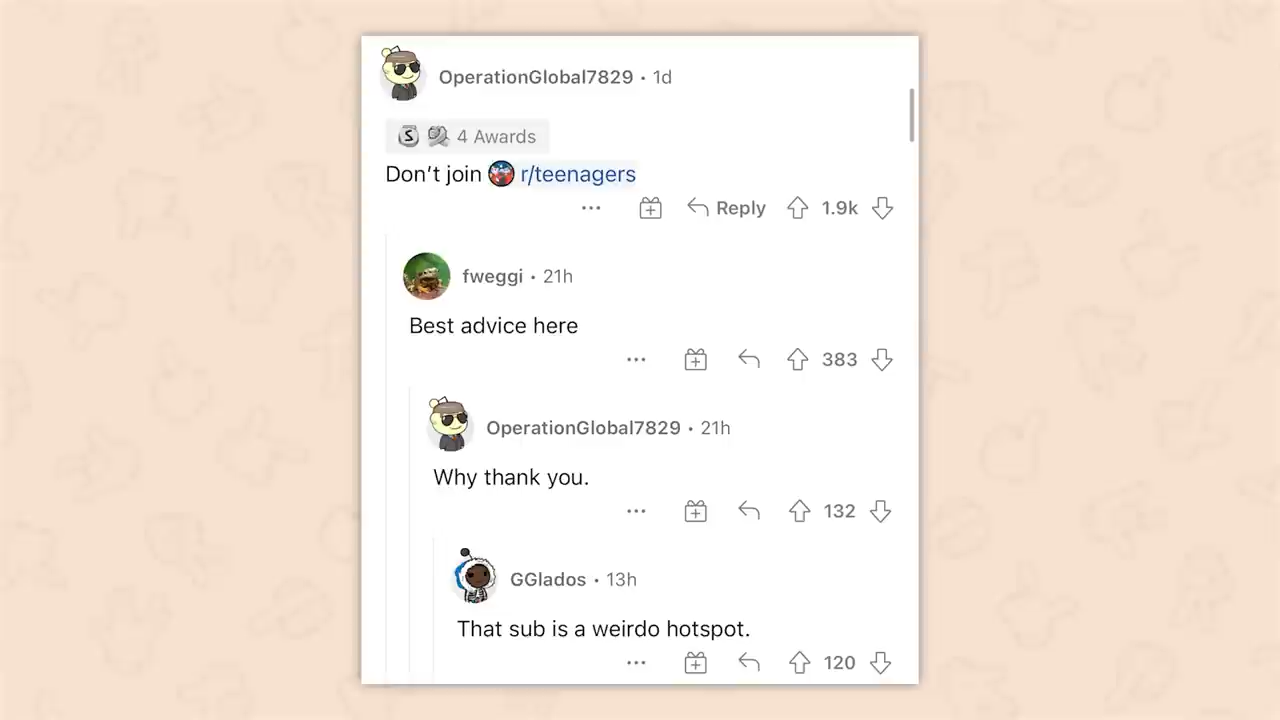 OperationGlobal7829 • 1d
S 4 Awards
Don't join r/teenagers
••• Reply 1.9k
fweggi • 21h
Best advice here
••• 383
OperationGlobal7829 • 21h
Why thank you.
••• 132
GGlados • 13h
That sub is a weirdo hotspot.
••• 120